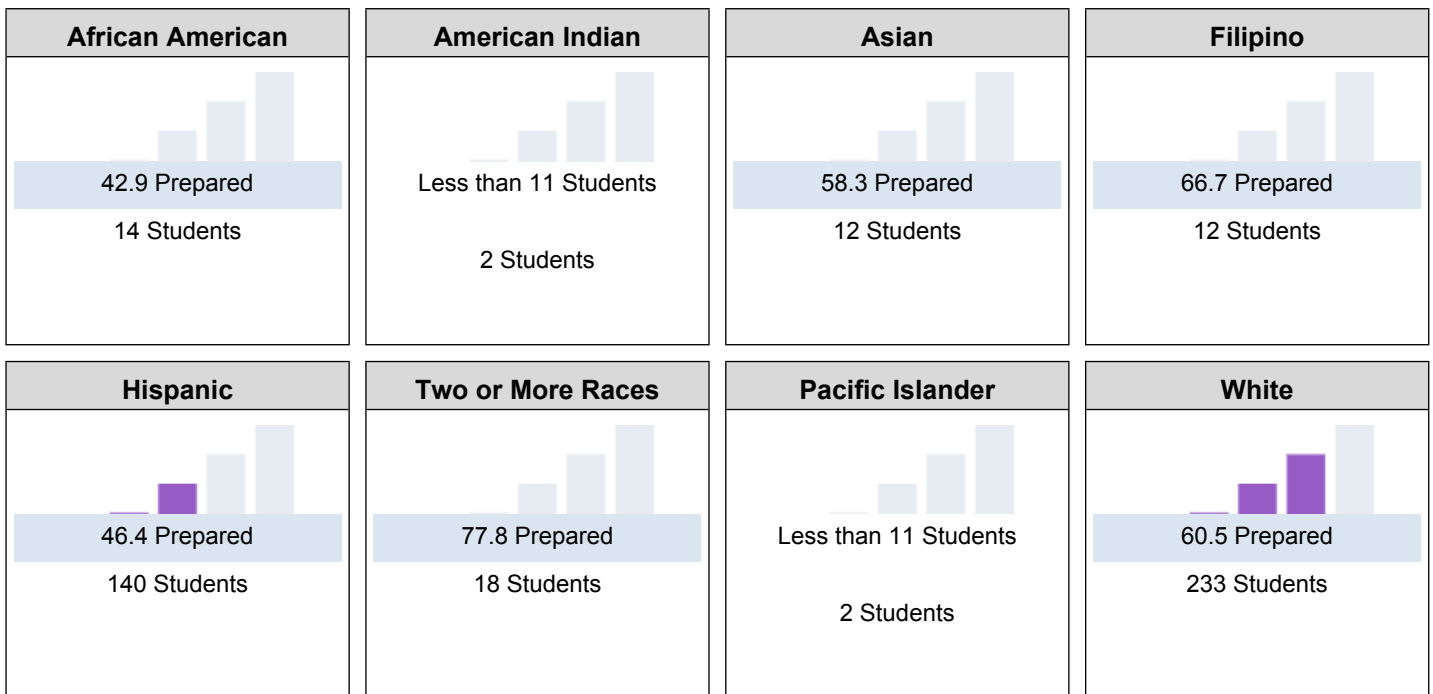 African American
42.9 Prepared
14 Students
American Indian
Less than 11 Students
2 Students
Asian
58.3 Prepared
12 Students
Filipino
66.7 Prepared
12 Students
Hispanic
46.4 Prepared
140 Students
Two or More Races
77.8 Prepared
18 Students
Pacific Islander
Less than 11 Students
2 Students
White
60.5 Prepared
233 Students